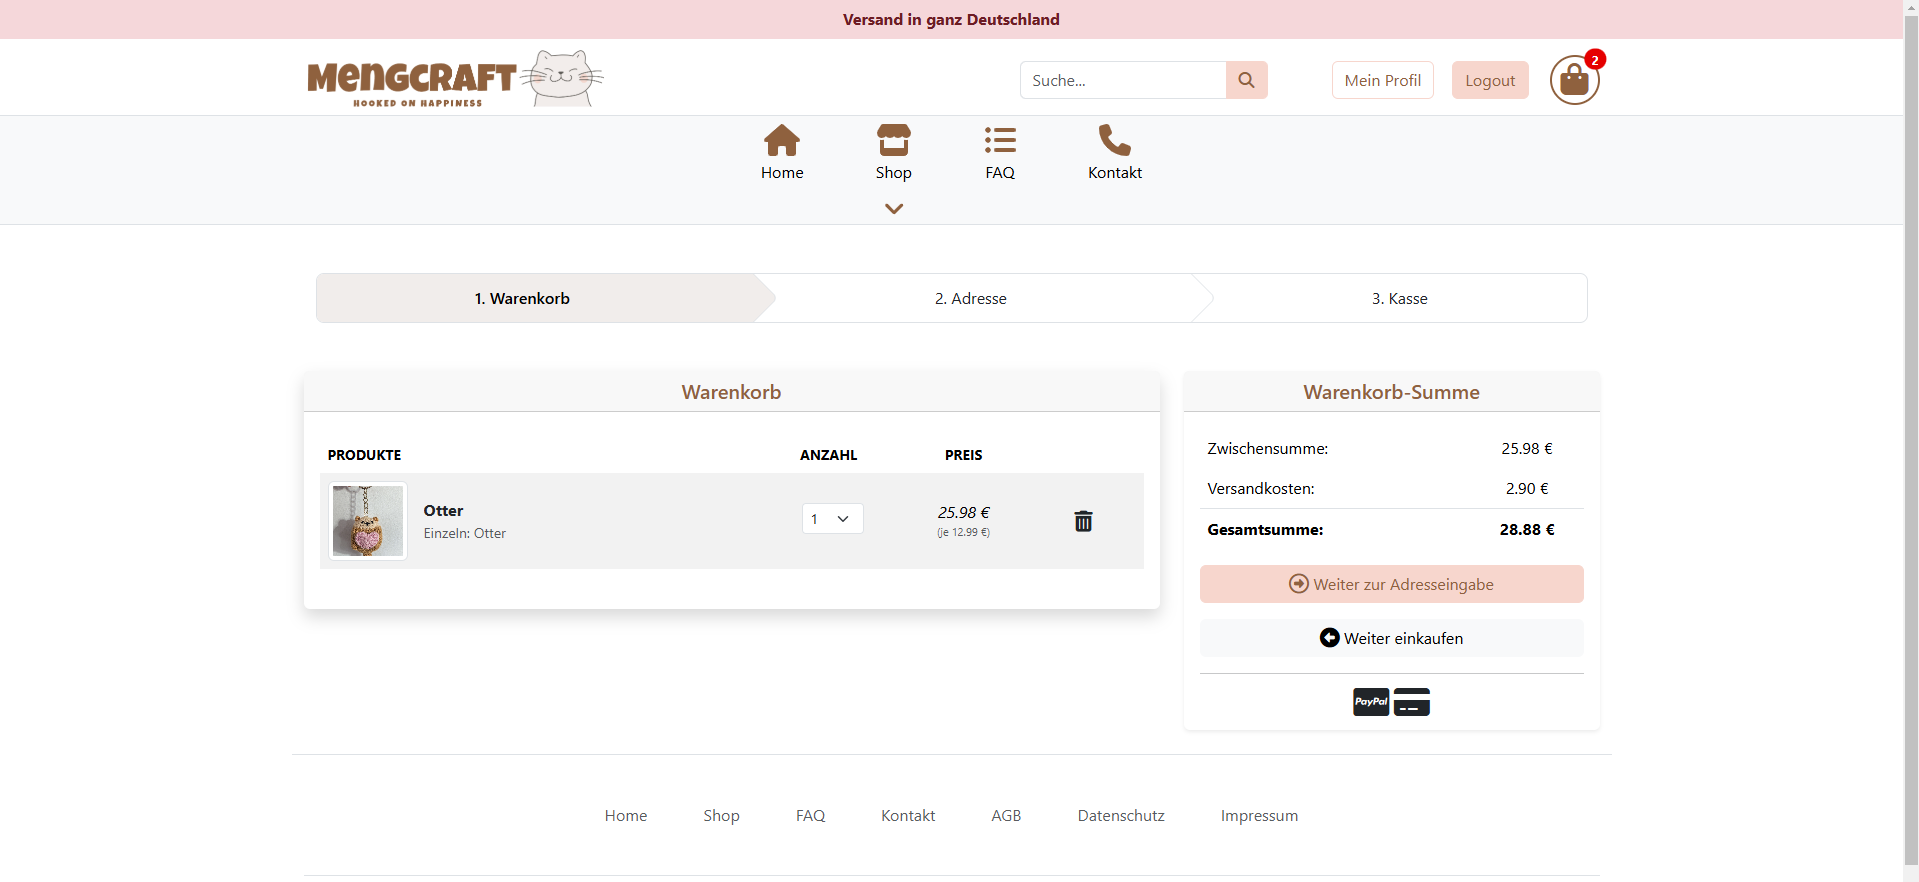 Versand in ganz Deutschland
MENGCRAFT
HOOKED ON HAPPINESS
Suche...
Mein Profil
Logout
2
Home
Shop
FAQ
Kontakt
1. Warenkorb
2. Adresse
3. Kasse
Warenkorb
PRODUKTE ANZAHL PREIS
Otter
Einzeln: Otter
1
25.98 €
(je 12.99 €)
Warenkorb-Summe
Zwischensumme: 25.98 €
Versandkosten: 2.90 €
Gesamtsumme: 28.88 €
Weiter zur Adresseingabe
Weiter einkaufen
PayPal
Home Shop FAQ Kontakt AGB Datenschutz Impressum